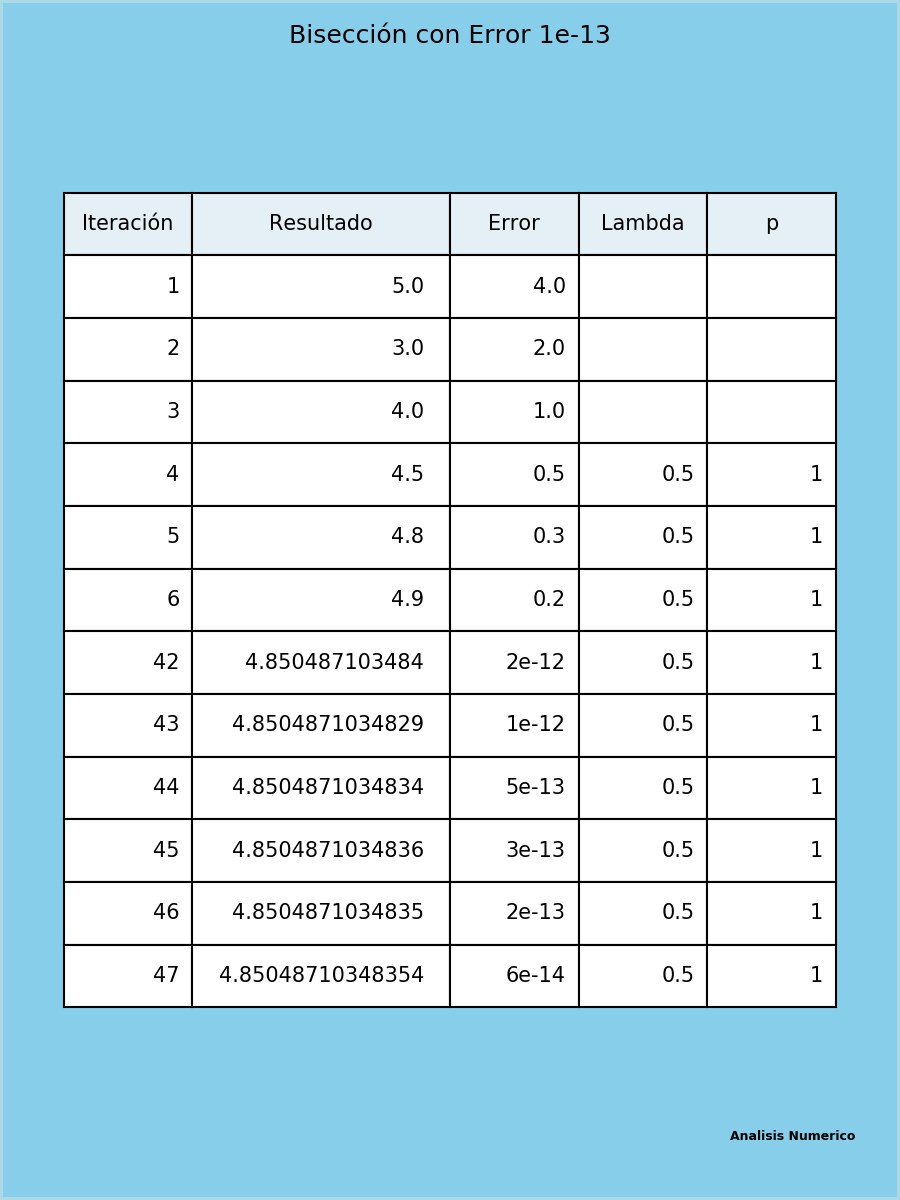 Bisección con Error 1e-13
Iteración Resultado Error Lambda p
1 5.0 4.0
2 3.0 2.0
3 4.0 1.0
4 4.5 0.5 0.5 1
5 4.8 0.3 0.5 1
6 4.9 0.2 0.5 1
42 4.850487103484 2e-12 0.5 1
43 4.8504871034829 1e-12 0.5 1
44 4.8504871034834 5e-13 0.5 1
45 4.8504871034836 3e-13 0.5 1
46 4.8504871034835 2e-13 0.5 1
47 4.85048710348354 6e-14 0.5 1
Analisis Numerico